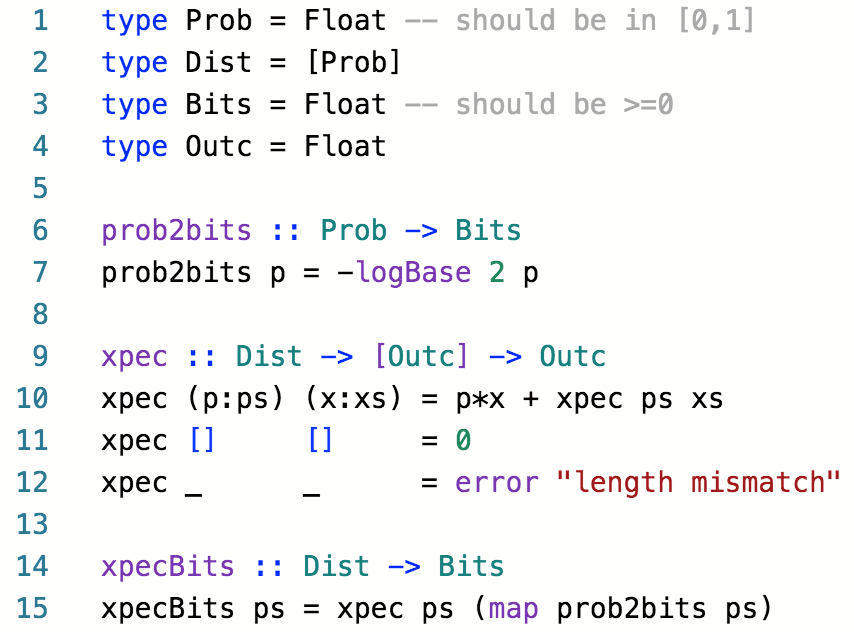 1 type Prob = Float -- should be in [0,1]
2 type Dist = [Prob]
3 type Bits = Float -- should be >=0
4 type Outc = Float
5
6 prob2bits :: Prob -> Bits
7 prob2bits p = -logBase 2 p
8
9 xpec :: Dist -> [Outc] -> Outc
10 xpec (p:ps) (x:xs) = p*x + xpec ps xs
11 xpec []     []     = 0
12 xpec _      _      = error "length mismatch"
13
14 xpecBits :: Dist -> Bits
15 xpecBits ps = xpec ps (map prob2bits ps)